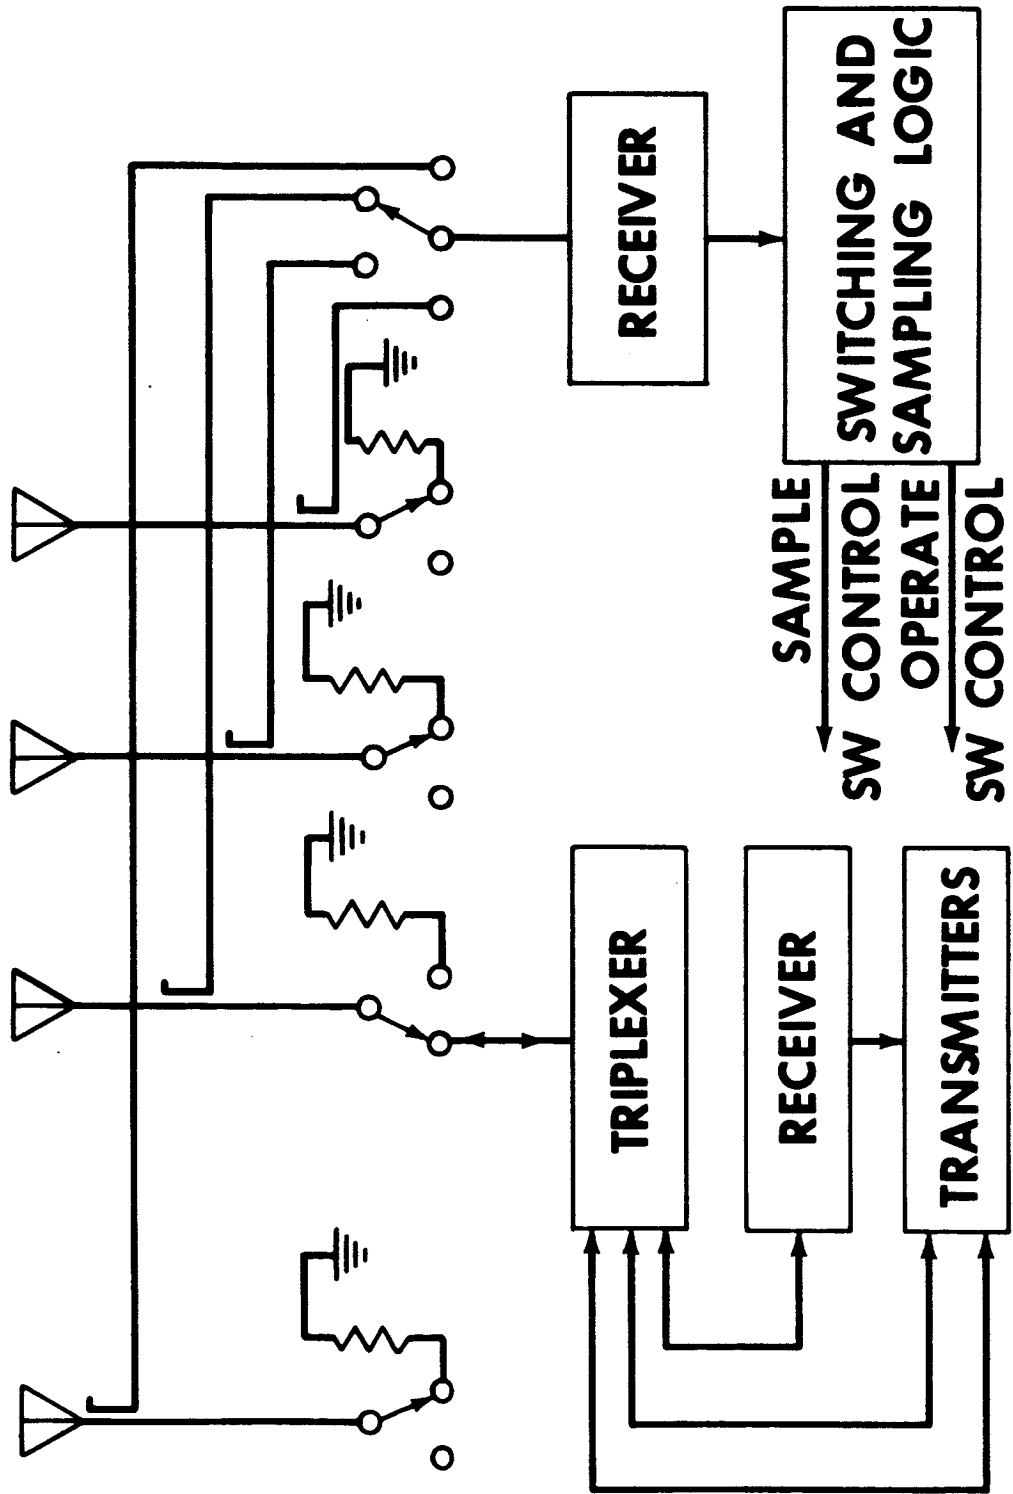 RECEIVER
SWITCHING AND
SAMPLING LOGIC
SAMPLE
SW CONTROL
OPERATE
SW CONTROL
TRIPLEXER
RECEIVER
TRANSMITTERS